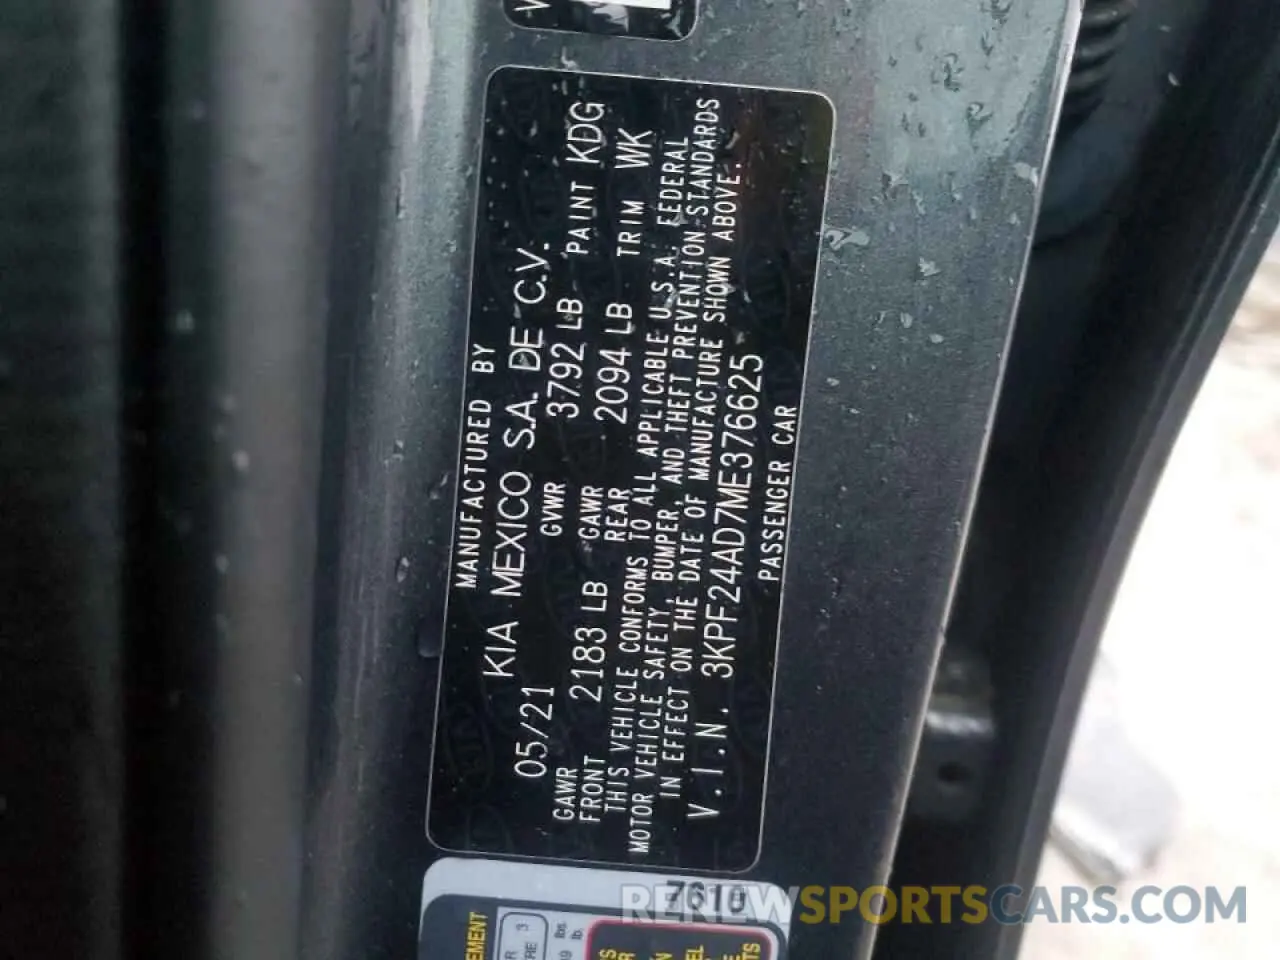 MANUFACTURED BY
KIA MEXICO S.A. DE C.V.
05/21 GVWR 3792 LB PAINT KDG
GAWR FRONT 2183 LB GAWR REAR 2094 LB TRIM WK
THIS VEHICLE CONFORMS TO ALL APPLICABLE U.S.A. FEDERAL
MOTOR VEHICLE SAFETY, BUMPER, AND THEFT PREVENTION STANDARDS
IN EFFECT ON THE DATE OF MANUFACTURE SHOWN ABOVE.
V.I.N. 3KPF24AD7ME376625
PASSENGER CAR
RENEWSPORTSCARS.COM